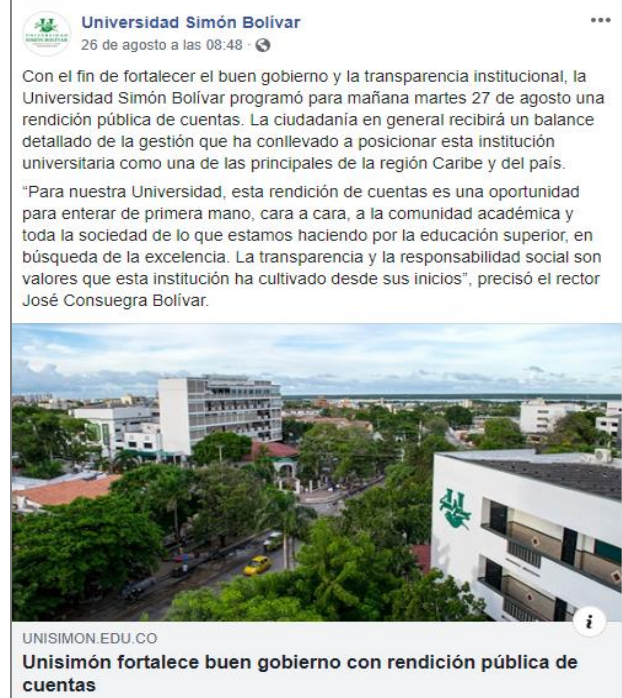 Universidad Simón Bolívar
26 de agosto a las 08:48 ·
Con el fin de fortalecer el buen gobierno y la transparencia institucional, la
Universidad Simón Bolívar programó para mañana martes 27 de agosto una
rendición pública de cuentas. La ciudadanía en general recibirá un balance
detallado de la gestión que ha conllevado a posicionar esta institución
universitaria como una de las principales de la región Caribe y del país.
“Para nuestra Universidad, esta rendición de cuentas es una oportunidad
para enterar de primera mano, cara a cara, a la comunidad académica y
toda la sociedad de lo que estamos haciendo por la educación superior, en
búsqueda de la excelencia. La transparencia y la responsabilidad social son
valores que esta institución ha cultivado desde sus inicios”, precisó el rector
José Consuegra Bolívar.
UNISIMON.EDU.CO
Unisimón fortalece buen gobierno con rendición pública de
cuentas